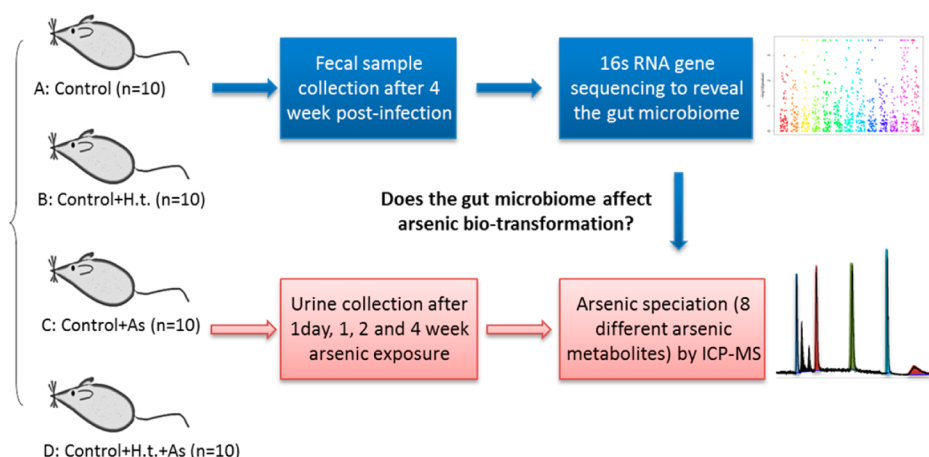 A: Control (n=10)
Fecal sample
collection after 4
week post-infection
16s RNA gene
sequencing to reveal
the gut microbiome
B: Control+H.t. (n=10)
Does the gut microbiome affect
arsenic bio-transformation?
C: Control+As (n=10)
Urine collection after
1day, 1, 2 and 4 week
arsenic exposure
Arsenic speciation (8
different arsenic
metabolites) by ICP-MS
D: Control+H.t.+As (n=10)